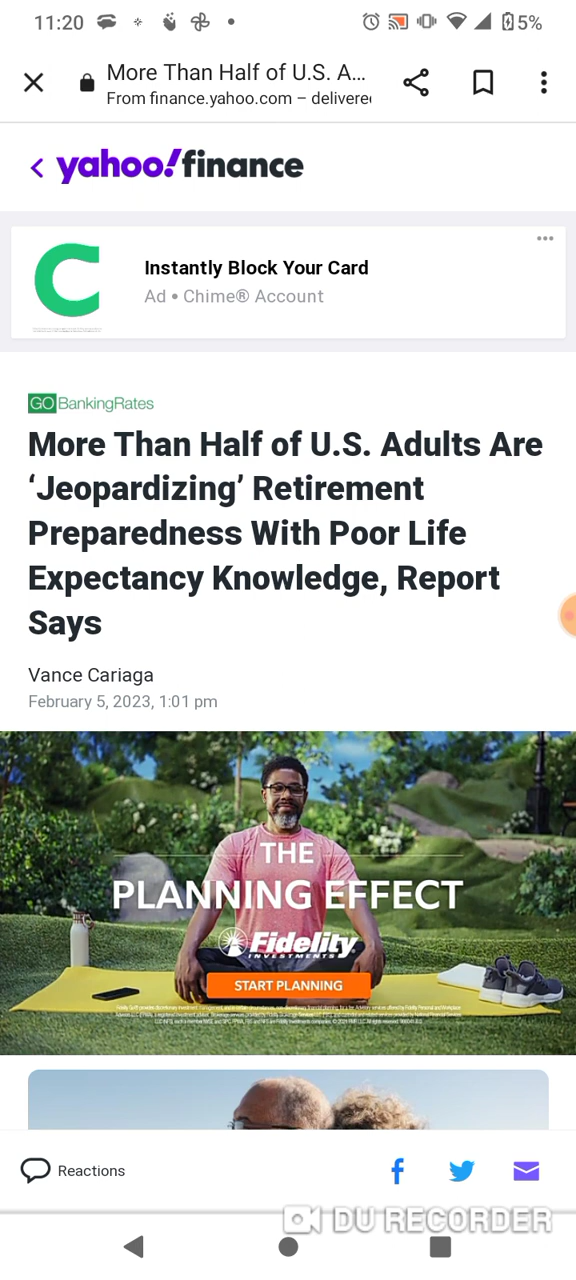 11:20
5%
More Than Half of U.S. A...
From finance.yahoo.com – delivere
yahoo!finance
Instantly Block Your Card
Ad • Chime® Account
GOBankingRates
More Than Half of U.S. Adults Are
‘Jeopardizing’ Retirement
Preparedness With Poor Life
Expectancy Knowledge, Report
Says
Vance Cariaga
February 5, 2023, 1:01 pm
THE
PLANNING EFFECT
Fidelity
INVESTMENTS
START PLANNING
Reactions
DU RECORDER